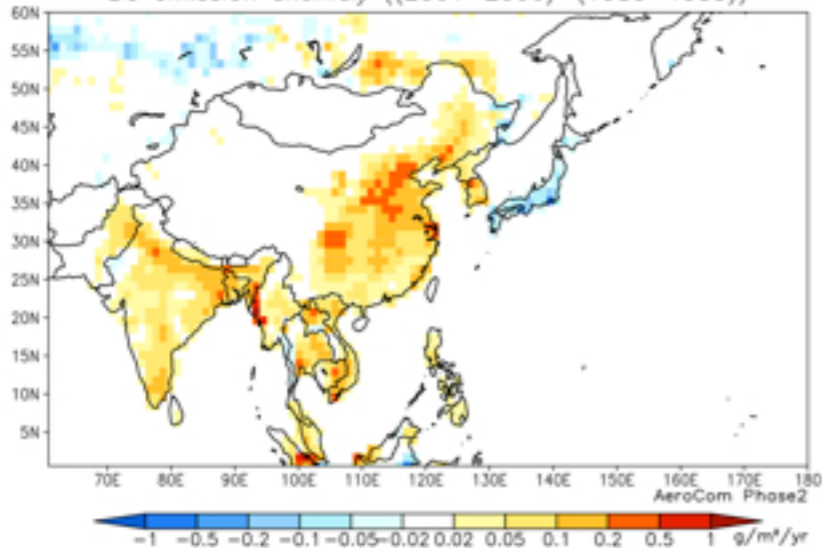 60N
55N
50N
45N
40N
35N
30N
25N
20N
15N
10N
5N
70E 80E 90E 100E 110E 120E 130E 140E 150E 160E 170E 180
AeroCom Phase2
-1 -0.5 -0.2 -0.1 -0.05 -0.02 0.02 0.05 0.1 0.2 0.5 1 g/m²/yr